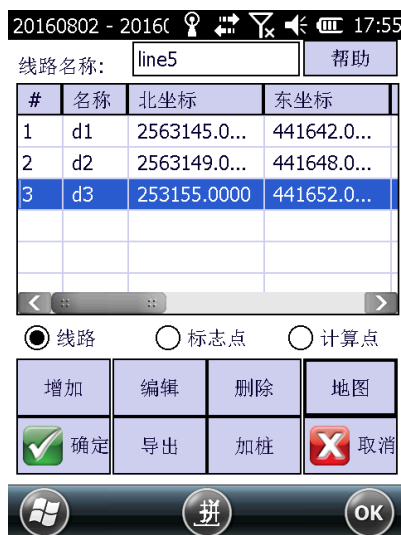 20160802 - 2016( 17:55
线路名称: line5 帮助
# 名称 北坐标 东坐标
1 d1 2563145.0... 441642.0...
2 d2 2563149.0... 441648.0...
3 d3 253155.0000 441652.0...
线路 标志点 计算点
增加 编辑 删除 地图
确定 导出 加桩 取消
拼 OK